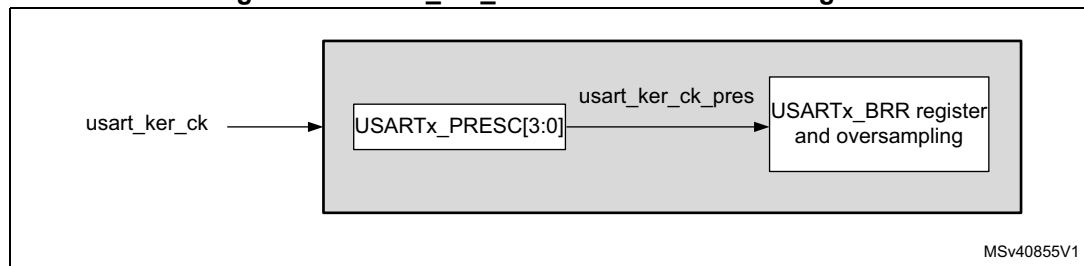 usart_ker_ck
USARTx_PRESC[3:0]
usart_ker_ck_pres
USARTx_BRR register
and oversampling
MSv40855V1